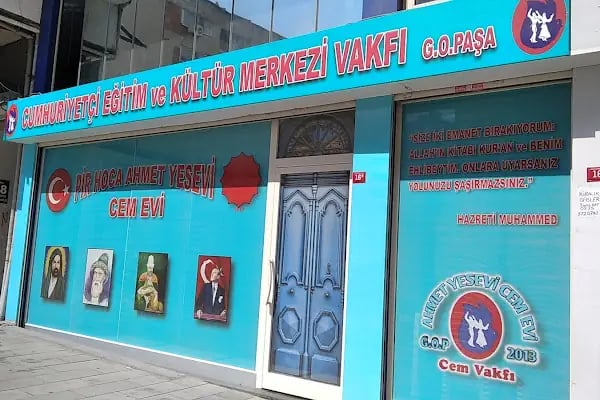 CUMHURİYETÇİ EĞİTİM ve KÜLTÜR MERKEZİ VAKFI G.O.PAŞA
PİR HOCA AHMET YESEVİ
CEM EVİ
"SİZE İKİ EMANET BIRAKIYORUM:
ALLAH'IN KİTABI KUR'AN ve BENİM
EHLİBEYTİM. ONLARA UYARSANIZ
YOLUNUZU ŞAŞIRMAZSINIZ."
HAZRETİ MUHAMMED
AHMET YESEVİ CEM EVİ
G.O.P 2013
Cem Vakfı